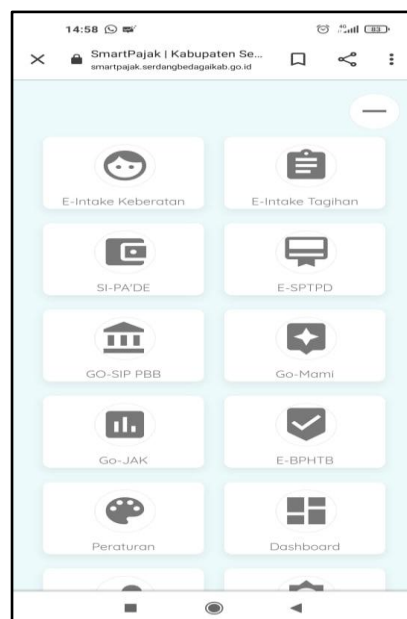 14:58
83
SmartPajak | Kabupaten Se...
smartpajak.serdangbedagaikab.go.id
E-Intake Keberatan
E-Intake Tagihan
SI-PA'DE
E-SPTPD
GO-SIP PBB
Go-Mami
Go-JAK
E-BPHTB
Peraturan
Dashboard